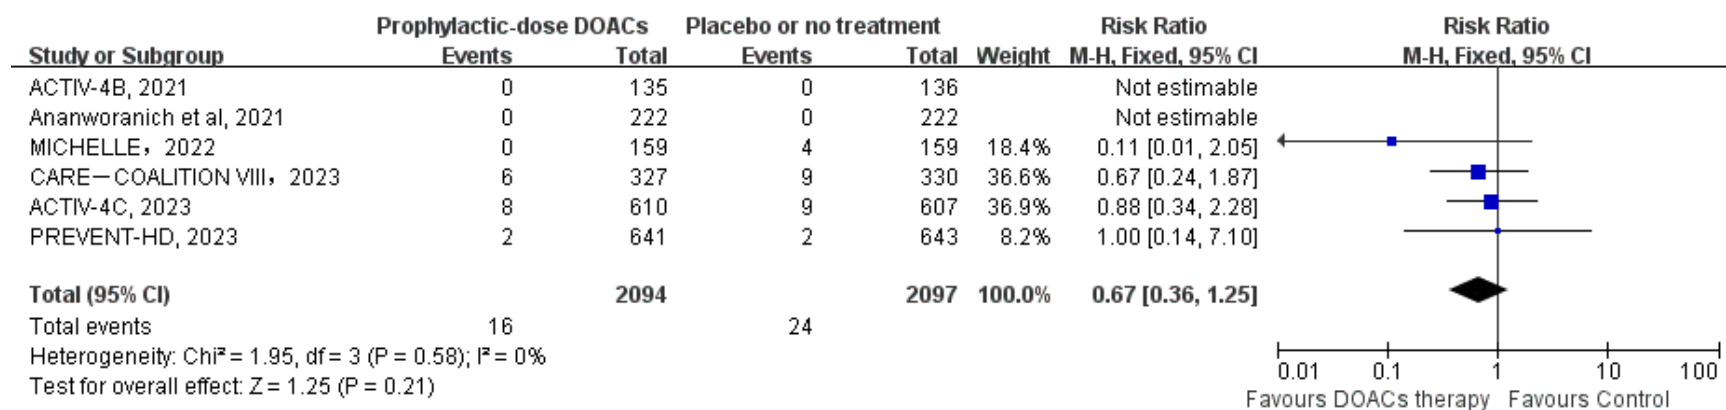 Prophylactic-dose DOACs Placebo or no treatment Risk Ratio Risk Ratio
Study or Subgroup Events Total Events Total Weight M-H, Fixed, 95% CI M-H, Fixed, 95% CI
ACTIV-4B, 2021 0 135 0 136 Not estimable
Ananworanich et al, 2021 0 222 0 222 Not estimable
MICHELLE，2022 0 159 4 159 18.4% 0.11 [0.01, 2.05]
CARE－COALITION VIII，2023 6 327 9 330 36.6% 0.67 [0.24, 1.87]
ACTIV-4C, 2023 8 610 9 607 36.9% 0.88 [0.34, 2.28]
PREVENT-HD, 2023 2 641 2 643 8.2% 1.00 [0.14, 7.10]
Total (95% CI) 2094 2097 100.0% 0.67 [0.36, 1.25]
Total events 16 24
Heterogeneity: Chi² = 1.95, df = 3 (P = 0.58); I² = 0%
Test for overall effect: Z = 1.25 (P = 0.21)
0.01 0.1 1 10 100
Favours DOACs therapy Favours Control